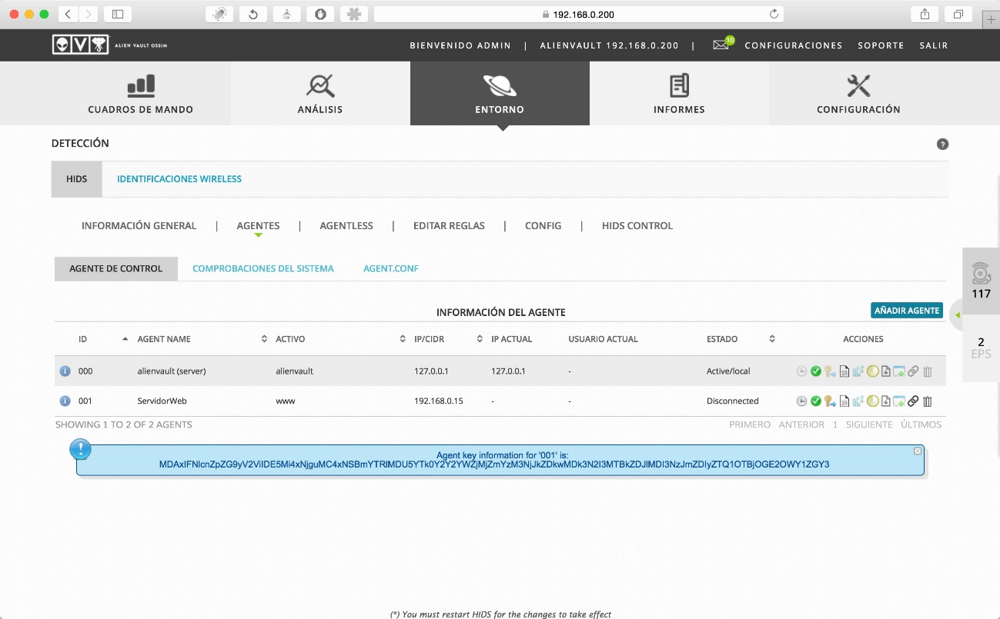 192.168.0.200
ALIEN VAULT OSSIM
BIENVENIDO ADMIN | ALIENVAULT 192.168.0.200 | 10 CONFIGURACIONES SOPORTE SALIR
CUADROS DE MANDO ANÁLISIS ENTORNO INFORMES CONFIGURACIÓN
DETECCIÓN
HIDS IDENTIFICACIONES WIRELESS
INFORMACIÓN GENERAL | AGENTES | AGENTLESS | EDITAR REGLAS | CONFIG | HIDS CONTROL
AGENTE DE CONTROL COMPROBACIONES DEL SISTEMA AGENT.CONF
117
2
EPS
INFORMACIÓN DEL AGENTE AÑADIR AGENTE
ID AGENT NAME ACTIVO IP/CIDR IP ACTUAL USUARIO ACTUAL ESTADO ACCIONES
000 alienvault (server) alienvault 127.0.0.1 127.0.0.1 - Active/local
001 ServidorWeb www 192.168.0.15 - - Disconnected
SHOWING 1 TO 2 OF 2 AGENTS PRIMERO ANTERIOR 1 SIGUIENTE ÚLTIMOS
Agent key information for '001' is:
(*) You must restart HIDS for the changes to take effect